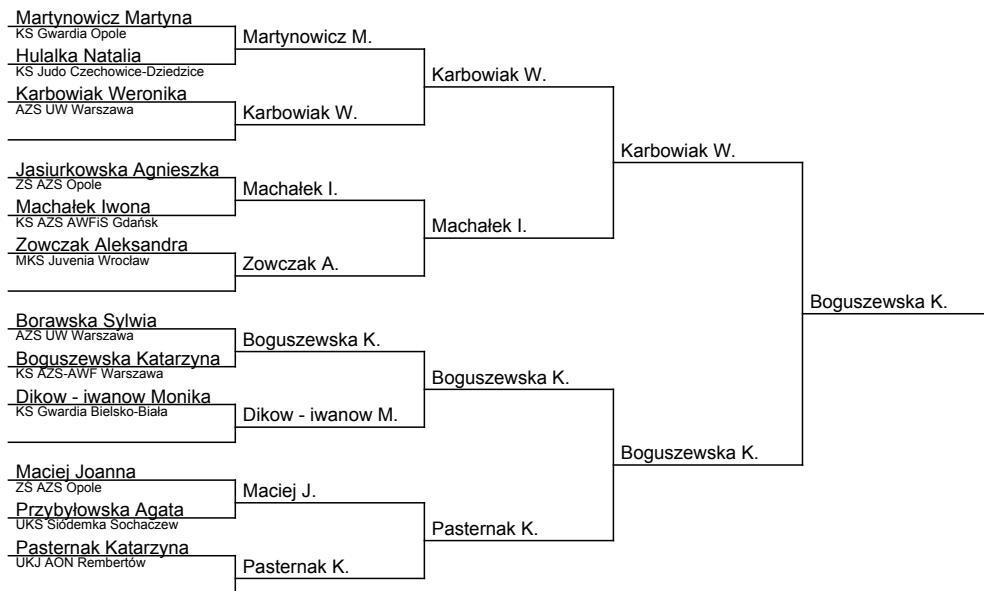 Martynowicz Martyna
KS Gwardia Opole
Hulalka Natalia
KS Judo Czechowice-Dziedzice
Karbowiak Weronika
AZS UW Warszawa
Jasiurkowska Agnieszka
ZS AZS Opole
Machałek Iwona
KS AZS AWFiS Gdańsk
Zowczak Aleksandra
MKS Juvenia Wrocław
Borawska Sylwia
AZS UW Warszawa
Boguszewska Katarzyna
KS AZS-AWF Warszawa
Dikow - iwanow Monika
KS Gwardia Bielsko-Biała
Maciej Joanna
ZS AZS Opole
Przybyłowska Agata
UKS Siódemka Sochaczew
Pasternak Katarzyna
UKJ AON Rembertów
Martynowicz M.
Karbowiak W.
Machałek I.
Zowczak A.
Boguszewska K.
Dikow - iwanow M.
Maciej J.
Pasternak K.
Karbowiak W.
Machałek I.
Boguszewska K.
Pasternak K.
Karbowiak W.
Boguszewska K.
Boguszewska K.